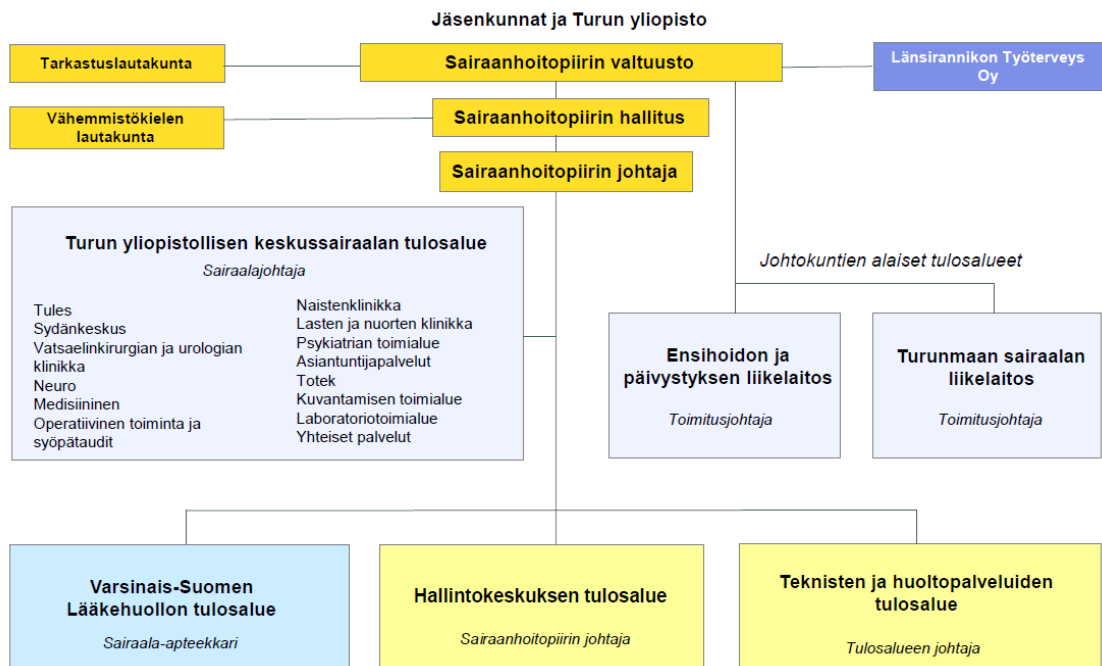 Jäsenkunnat ja Turun yliopisto
Tarkastuslautakunta
Sairaanhoitopiirin valtuusto
Länsirannikon Työterveys
Oy
Vähemmistökielen
lautakunta
Sairaanhoitopiirin hallitus
Sairaanhoitopiirin johtaja
Turun yliopistollisen keskussairaalan tulosalue
Sairaalajohtaja
Tules
Sydänkeskus
Vatsaelinkirurgian ja urologian
klinikka
Neuro
Medisiininen
Operatiivinen toiminta ja
syöpätaudit
Naistenklinikka
Lasten ja nuorten klinikka
Psykiatrian toimialue
Asiantuntijapalvelut
Totek
Kuvantamisen toimialue
Laboratoriotoimialue
Yhteiset palvelut
Johtokuntien alaiset tulosalueet
Ensihoidon ja
päivystyksen liikelaitos
Toimitusjohtaja
Turunmaan sairaalan
liikelaitos
Toimitusjohtaja
Varsinais-Suomen
Lääkehuollon tulosalue
Sairaala-apteekkari
Hallintokeskuksen tulosalue
Sairaanhoitopiirin johtaja
Teknisten ja huoltopalveluiden
tulosalue
Tulosalueen johtaja